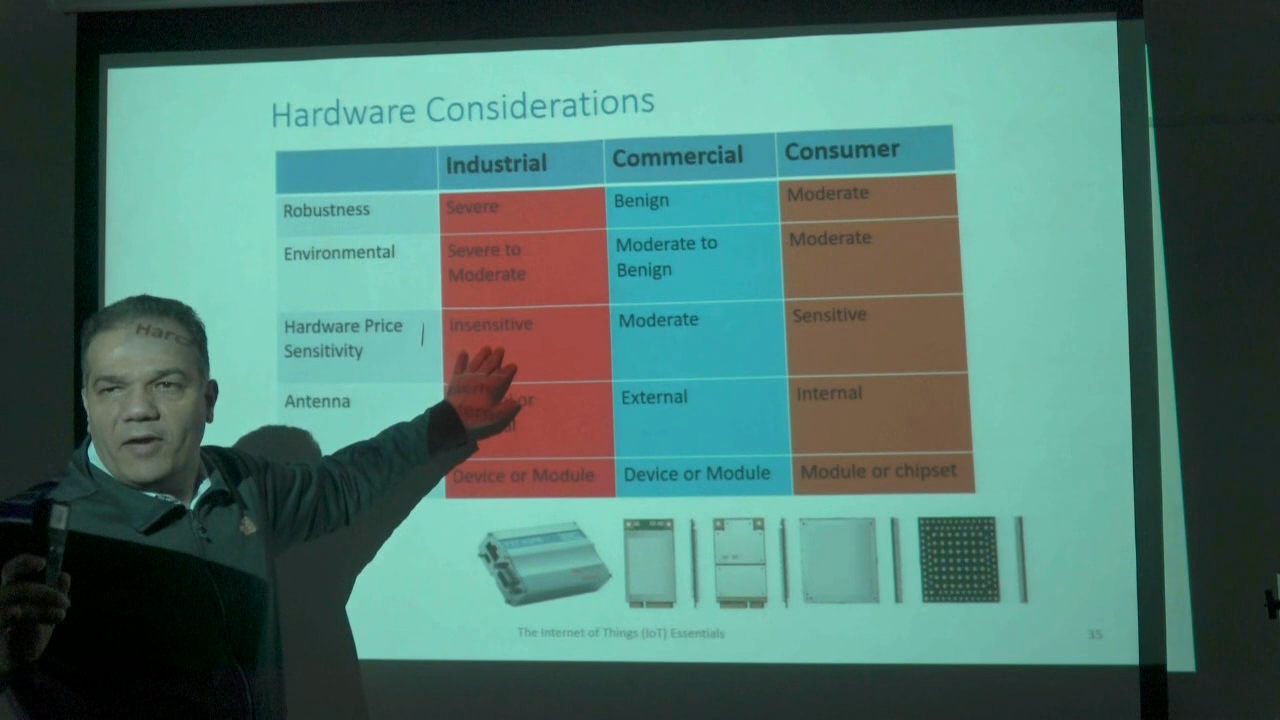 Hardware Considerations
Industrial Commercial Consumer
Robustness Severe Benign Moderate
Environmental Severe to Moderate Moderate to Benign Moderate
Hardware Price Sensitivity Insensitive Moderate Sensitive
Antenna or External Internal
Device or Module Device or Module Module or chipset
The Internet of Things (IoT) Essentials 35
Hard